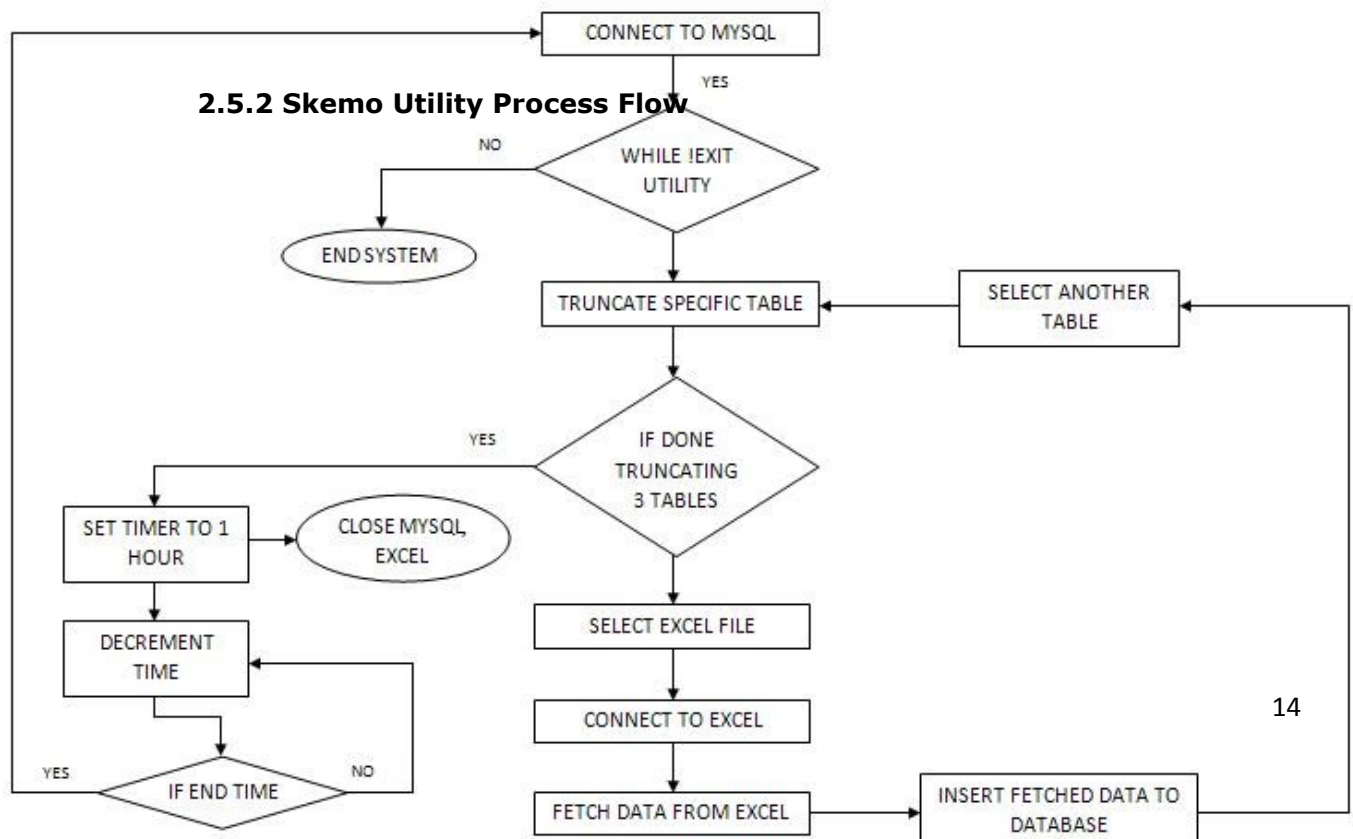 CONNECT TO MYSQL
YES
2.5.2 Skemo Utility Process Flow
NO
WHILE !EXIT
UTILITY
END SYSTEM
TRUNCATE SPECIFIC TABLE
SELECT ANOTHER
TABLE
YES
IF DONE
TRUNCATING
3 TABLES
SET TIMER TO 1
HOUR
CLOSE MYSQL,
EXCEL
SELECT EXCEL FILE
DECREMENT
TIME
CONNECT TO EXCEL
14
YES
IF END TIME
NO
FETCH DATA FROM EXCEL
INSERT FETCHED DATA TO
DATABASE